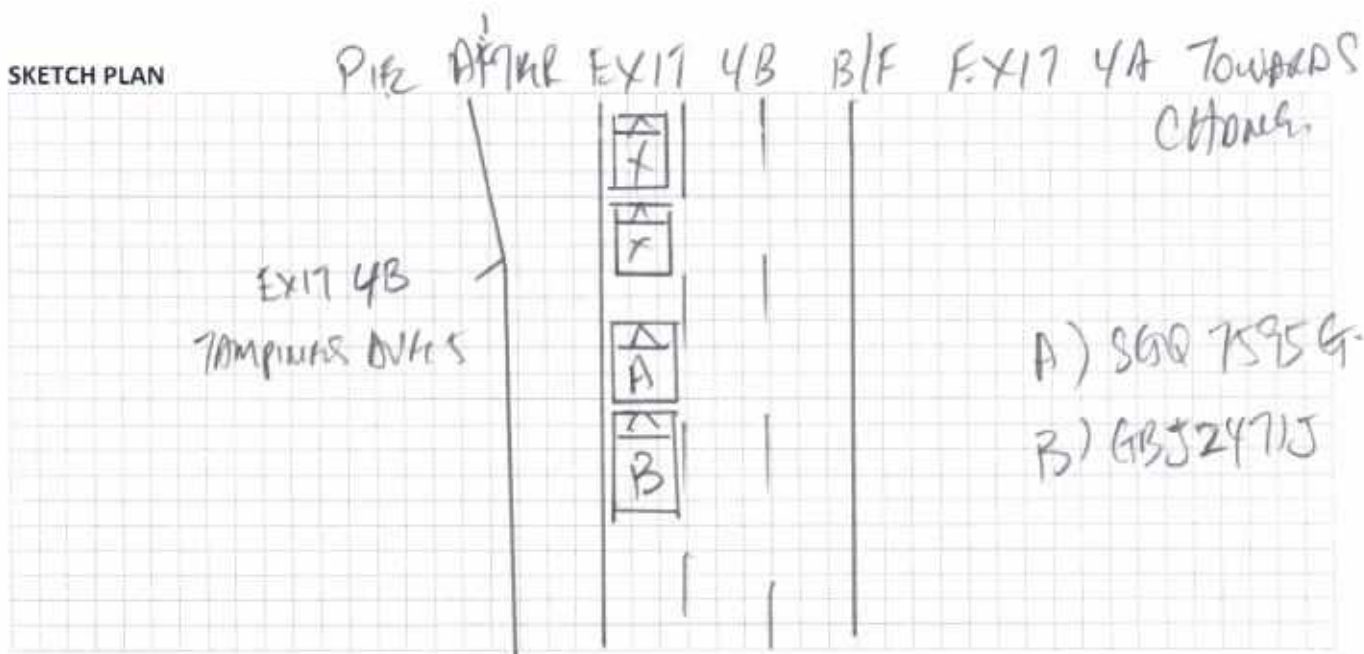 SKETCH PLAN
PIE AFTER EXIT 4B B/F EXIT 4A TOWARDS
CHANGI.
X
X
EXIT 4B
TAMPINES AVE 5
A
A) SGQ 7595G.
B
B) GBJ2471J